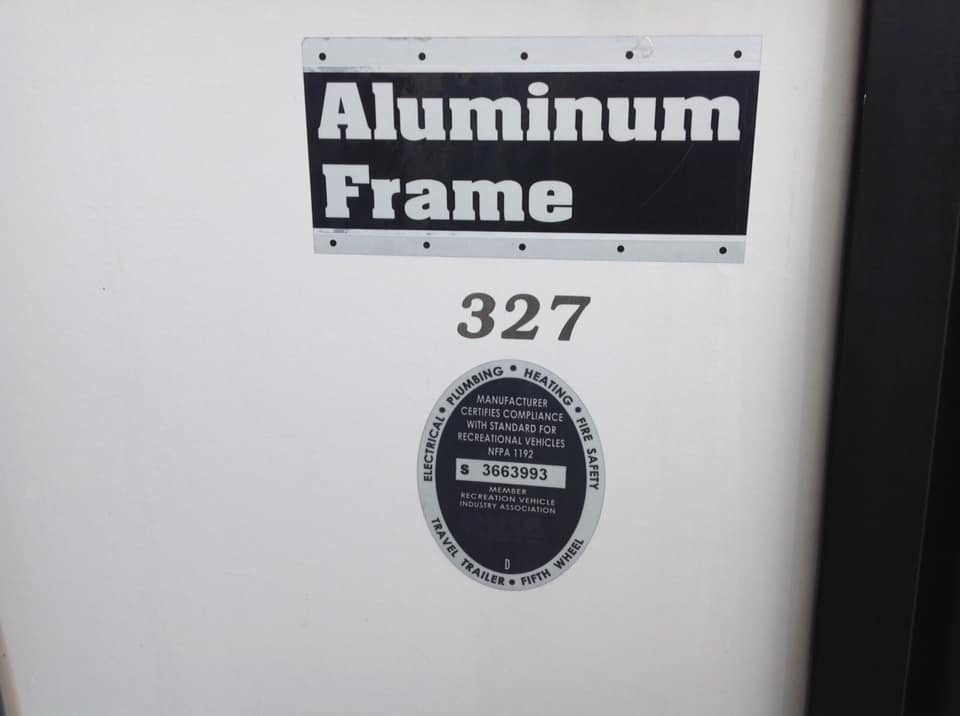 Aluminum
Frame
327
ELECTRICAL • PLUMBING • HEATING • FIRE SAFETY
MANUFACTURER
CERTIFIES COMPLIANCE
WITH STANDARD FOR
RECREATIONAL VEHICLES
NFPA 1192
S 3663993
MEMBER
RECREATION VEHICLE
INDUSTRY ASSOCIATION
D
TRAVEL TRAILER • FIFTH WHEEL